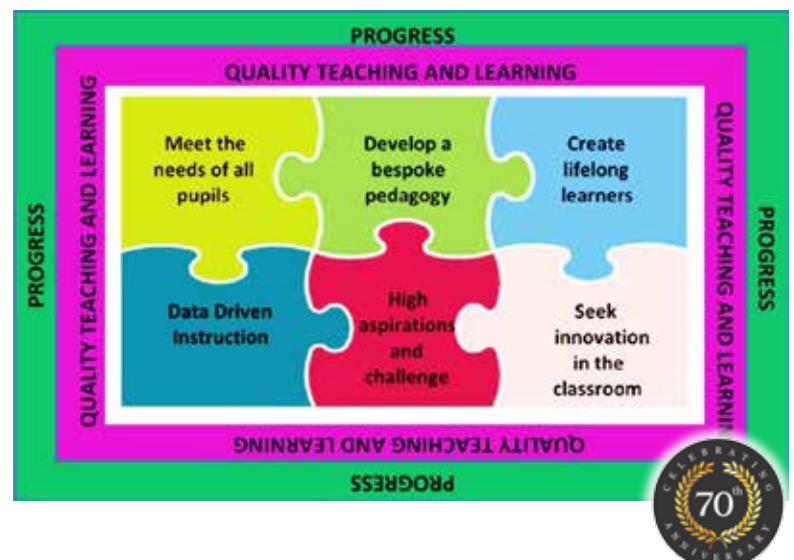 PROGRESS
QUALITY TEACHING AND LEARNING
PROGRESS
QUALITY TEACHING AND LEARNING
Meet the
needs of all
pupils
Develop a
bespoke
pedagogy
Create
lifelong
learners
Data Driven
Instruction
High
aspirations
and
challenge
Seek
innovation
in the
classroom
QUALITY TEACHING AND LEARNIN
PROGRESS
QUALITY TEACHING AND LEARNING
PROGRESS
CELEBRATING
70th
ANNIVERSARY